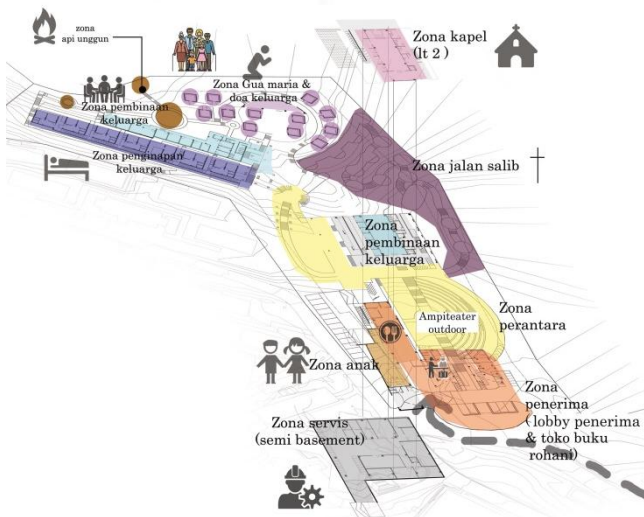 zona
api unggun
Zona kapel
(lt 2 )
Zona Gua maria &
doa keluarga
Zona pembinaan
keluarga
Zona penginapan
keluarga
Zona jalan salib
Zona
pembinaan
keluarga
Ampiteater
outdoor
Zona
perantara
Zona anak
Zona
penerima
( lobby penerima
& toko buku
rohani)
Zona servis
(semi basement)